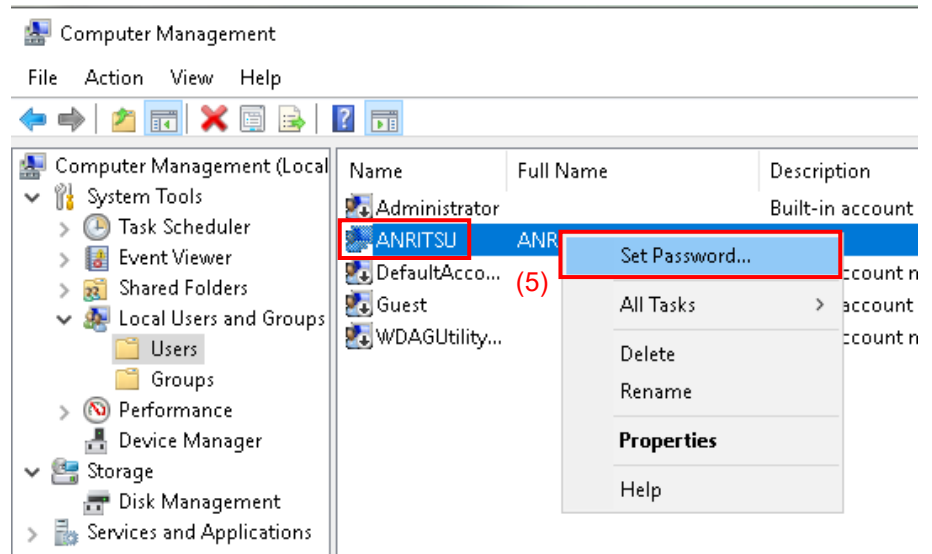 Computer Management
File Action View Help
Computer Management (Local
System Tools
Task Scheduler
Event Viewer
Shared Folders
Local Users and Groups
Users
Groups
Performance
Device Manager
Storage
Disk Management
Services and Applications
Name Full Name Description
Administrator Built-in account
ANRITSU ANR
DefaultAcco... ccount n
Guest account
WDAGUtility... ccount n
(5)
Set Password...
All Tasks
Delete
Rename
Properties
Help